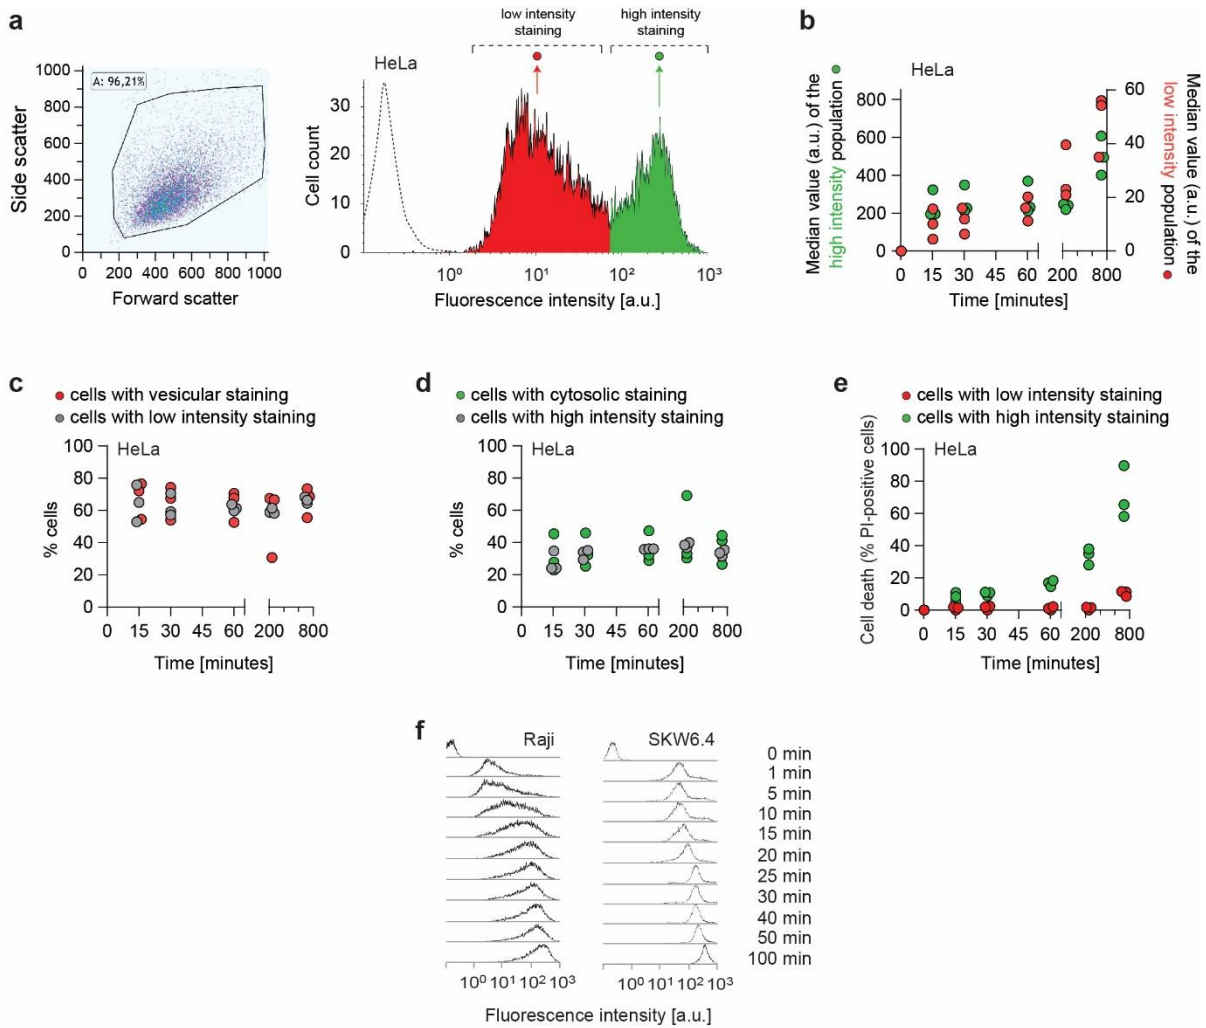 a
A: 96,21%
1000
800
600
400
200
0
Side scatter
200 400 600 800 1000
Forward scatter
low intensity
staining
high intensity
staining
HeLa
30
20
10
0
Cell count
10⁰ 10¹ 10² 10³
Fluorescence intensity [a.u.]
b
HeLa
Median value (a.u.) of the
high intensity population
800
600
400
200
0
60
40
20
0
Median value (a.u.) of the
low intensity
population
0 15 30 45 60 200 800
Time [minutes]
c
cells with vesicular staining
cells with low intensity staining
HeLa
100
80
60
40
20
0
% cells
0 15 30 45 60 200 800
Time [minutes]
d
cells with cytosolic staining
cells with high intensity staining
HeLa
100
80
60
40
20
0
% cells
0 15 30 45 60 200 800
Time [minutes]
e
cells with low intensity staining
cells with high intensity staining
HeLa
100
80
60
40
20
0
Cell death (% PI-positive cells)
0 15 30 45 60 200 800
Time [minutes]
f
Raji
SKW6.4
0 min
1 min
5 min
10 min
15 min
20 min
25 min
30 min
40 min
50 min
100 min
10⁰ 10¹ 10² 10³
10⁰ 10¹ 10² 10³
Fluorescence intensity [a.u.]